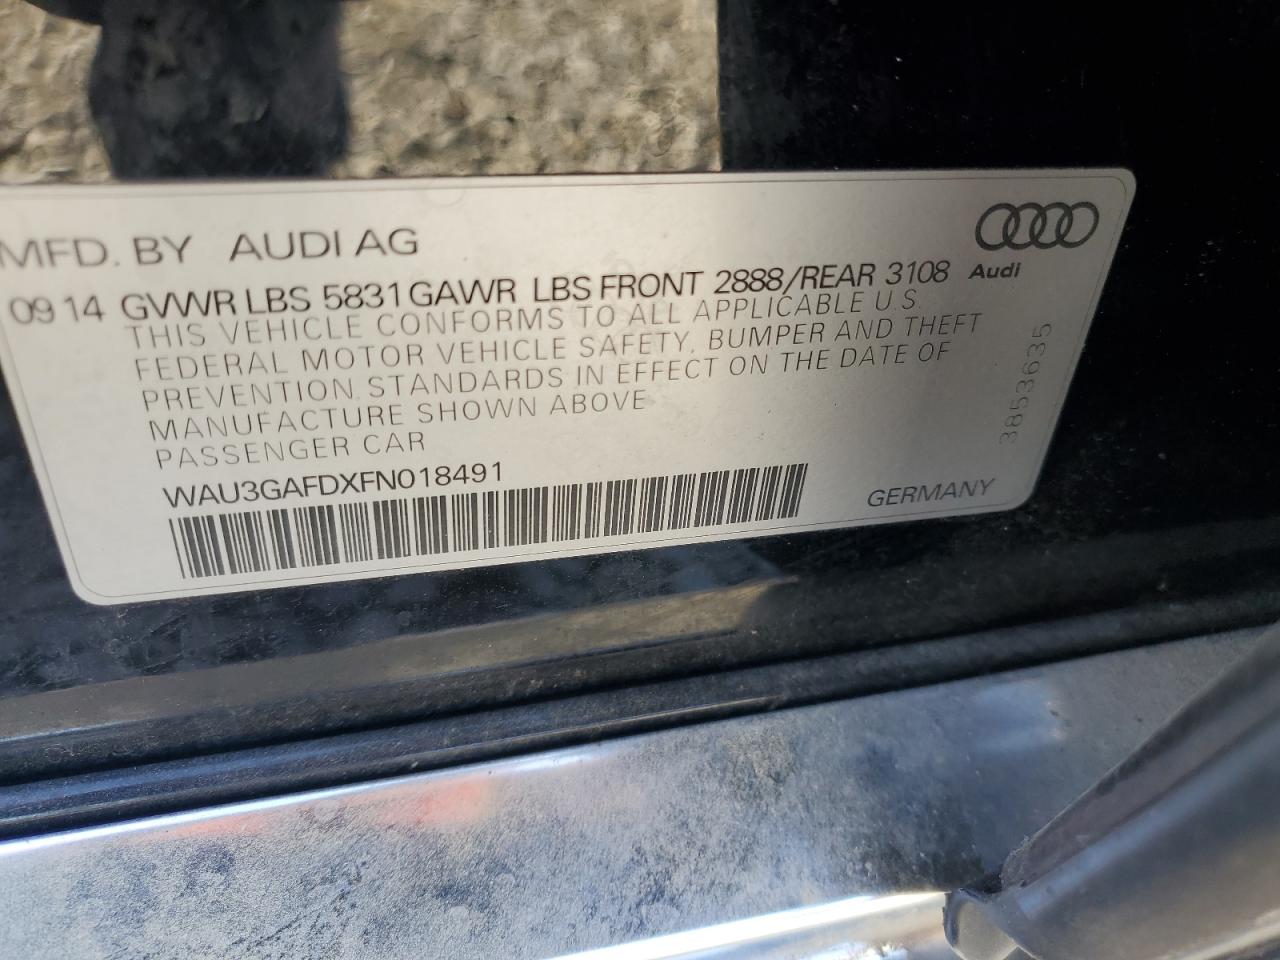 MFD. BY AUDI AG
Audi
09 14 GVWR LBS 5831 GAWR LBS FRONT 2888/REAR 3108
THIS VEHICLE CONFORMS TO ALL APPLICABLE U.S.
FEDERAL MOTOR VEHICLE SAFETY, BUMPER AND THEFT
PREVENTION STANDARDS IN EFFECT ON THE DATE OF
MANUFACTURE SHOWN ABOVE
PASSENGER CAR
WAU3GAFDXFN018491
GERMANY
3853635